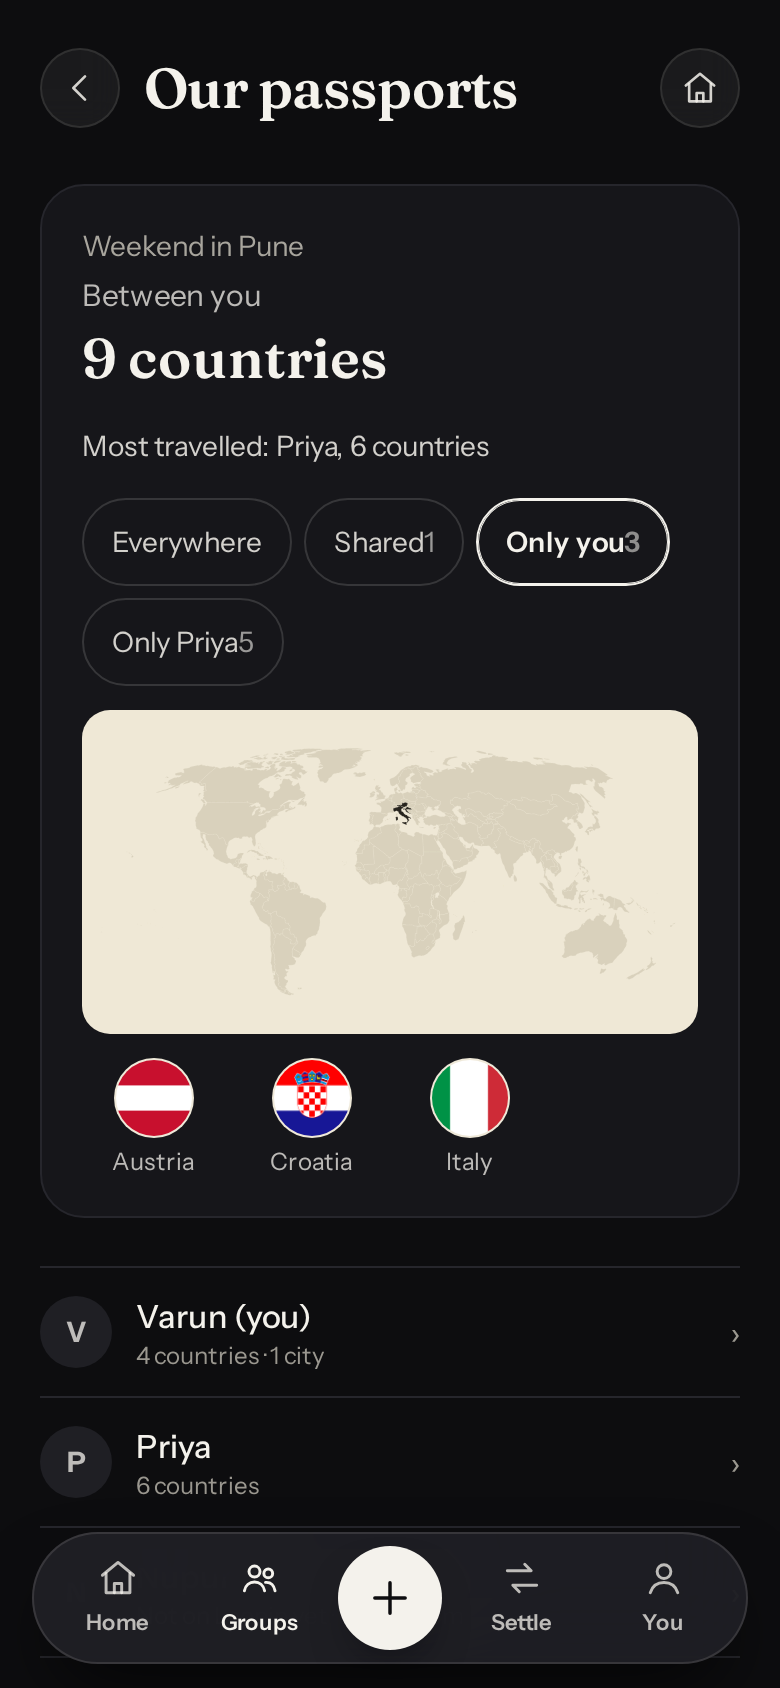 Our passports
Weekend in Pune
Between you
9 countries
Most travelled: Priya, 6 countries
Everywhere
Shared1
Only you3
Only Priya5
Austria
Croatia
Italy
V
Varun (you)
4 countries · 1 city
›
P
Priya
6 countries
›
Home
Groups
Settle
You